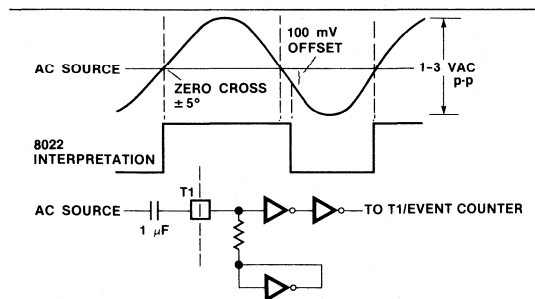 100 mV
OFFSET
AC SOURCE
1–3 VAC
p-p
ZERO CROSS
±5°
8022
INTERPRETATION
T1
AC SOURCE
TO T1/EVENT COUNTER
1 µF